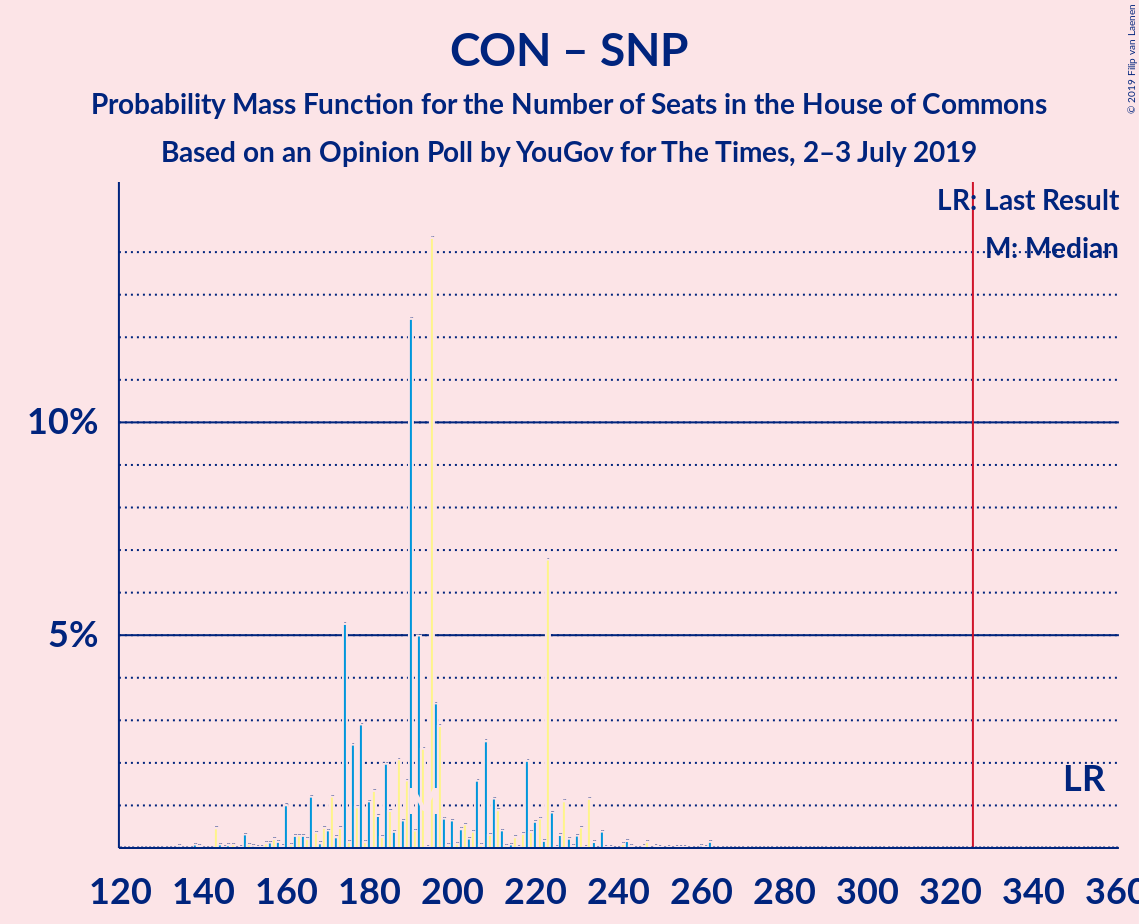 CON – SNP
Probability Mass Function for the Number of Seats in the House of Commons
Based on an Opinion Poll by YouGov for The Times, 2–3 July 2019
© 2019 Filip van Laenen
LR: Last Result
M: Median
10%
5%
LR
120 140 160 180 200 220 240 260 280 300 320 340 360